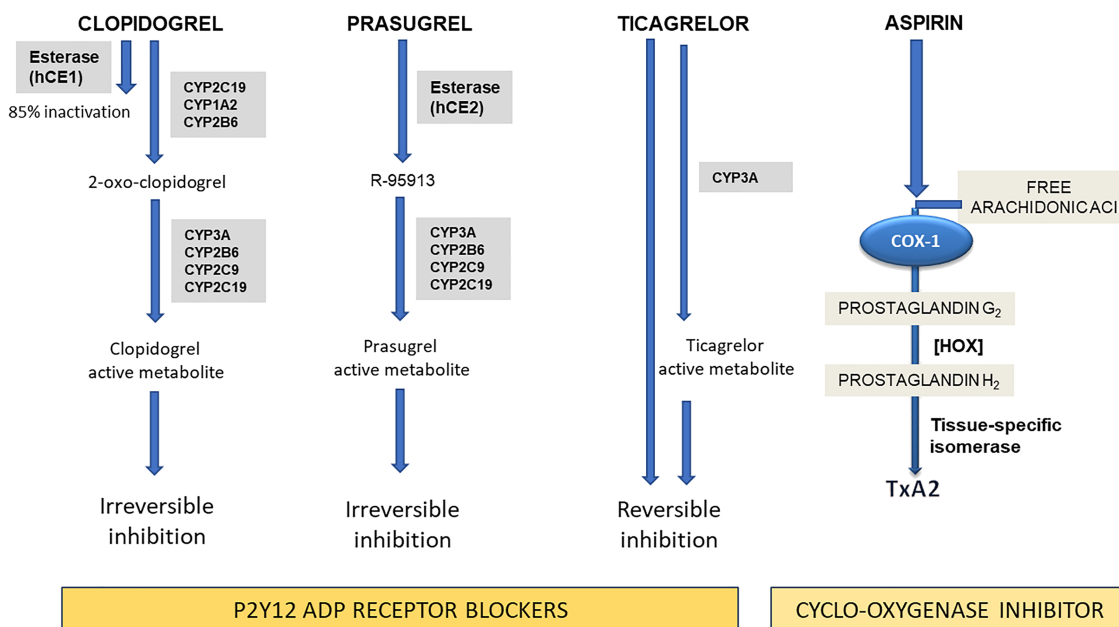 CLOPIDOGREL
Esterase
(hCE1)
85% inactivation
CYP2C19
CYP1A2
CYP2B6
2-oxo-clopidogrel
CYP3A
CYP2B6
CYP2C9
CYP2C19
Clopidogrel
active metabolite
Irreversible
inhibition
PRASUGREL
Esterase
(hCE2)
R-95913
CYP3A
CYP2B6
CYP2C9
CYP2C19
Prasugrel
active metabolite
Irreversible
inhibition
TICAGRELOR
CYP3A
Ticagrelor
active metabolite
Reversible
inhibition
ASPIRIN
FREE
ARACHIDONIC ACI
COX-1
PROSTAGLANDIN G₂
[HOX]
PROSTAGLANDIN H₂
Tissue-specific
isomerase
TxA2
P2Y12 ADP RECEPTOR BLOCKERS
CYCLO-OXYGENASE INHIBITOR